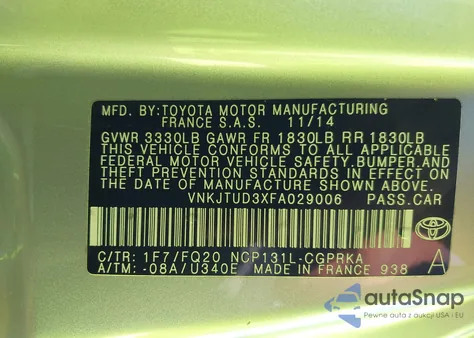 MFD. BY:TOYOTA MOTOR MANUFACTURING
FRANCE S.A.S. 11/14
GVWR 3330LB GAWR FR 1830LB RR 1830LB
THIS VEHICLE CONFORMS TO ALL APPLICABLE
FEDERAL MOTOR VEHICLE SAFETY,BUMPER,AND
THEFT PREVENTION STANDARDS IN EFFECT ON
THE DATE OF MANUFACTURE SHOWN ABOVE.
VNKJTUD3XFA029006 PASS.CAR
C/TR: 1F7/FQ20 NCP131L-CGPRKA
A/TM: -08A/U340E MADE IN FRANCE 938 A
autoSnap
Pewne auta z dostawą z USA i EU